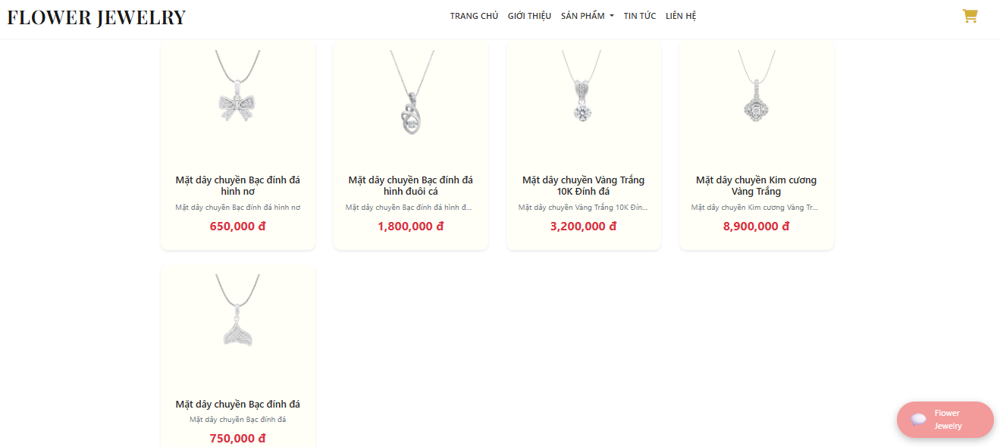 FLOWER JEWELRY
TRANG CHỦ GIỚI THIỆU SẢN PHẨM TIN TỨC LIÊN HỆ
Mặt dây chuyền Bạc đính đá
hình nơ
Mặt dây chuyền Bạc đính đá hình nơ
650,000 đ
Mặt dây chuyền Bạc đính đá
hình đuôi cá
Mặt dây chuyền Bạc đính đá hình đ...
1,800,000 đ
Mặt dây chuyền Vàng Trắng
10K Đính đá
Mặt dây chuyền Vàng Trắng 10K Đín...
3,200,000 đ
Mặt dây chuyền Kim cương
Vàng Trắng
Mặt dây chuyền Kim cương Vàng Tr...
8,900,000 đ
Mặt dây chuyền Bạc đính đá
Mặt dây chuyền Bạc đính đá
750,000 đ
Flower
Jewelry